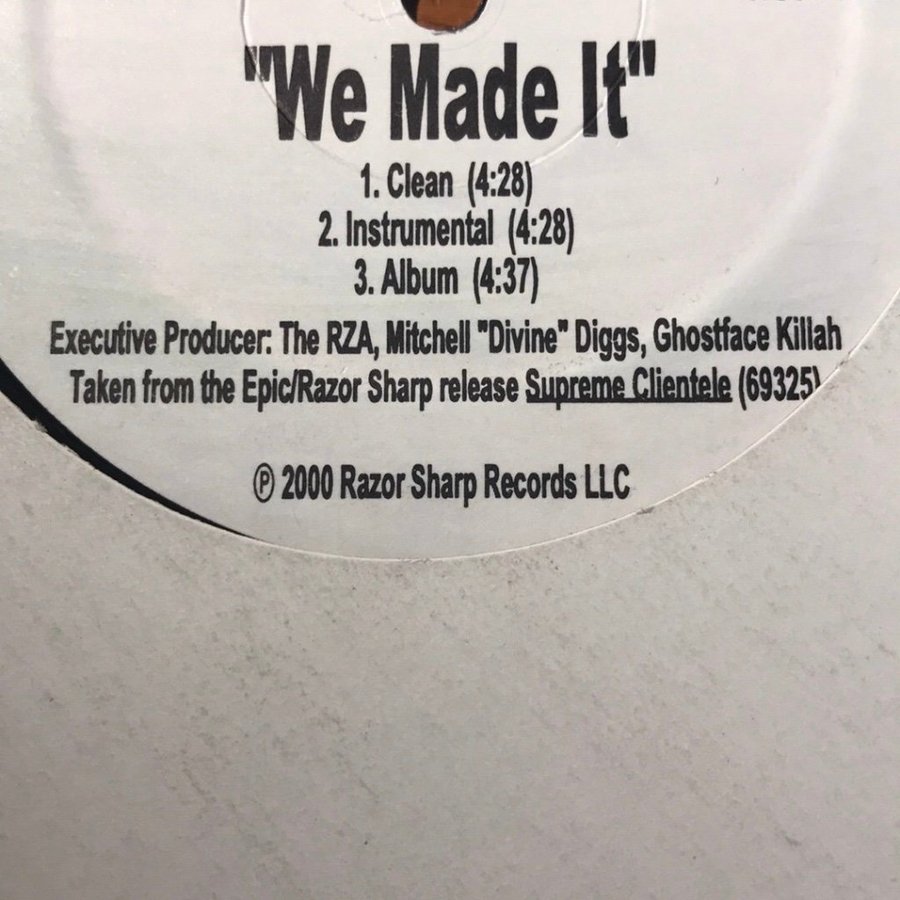 "We Made It"
1. Clean (4:28)
2. Instrumental (4:28)
3. Album (4:37)
Executive Producer: The RZA, Mitchell "Divine" Diggs, Ghostface Killah
Taken from the Epic/Razor Sharp release Supreme Clientele (69325)
℗ 2000 Razor Sharp Records LLC